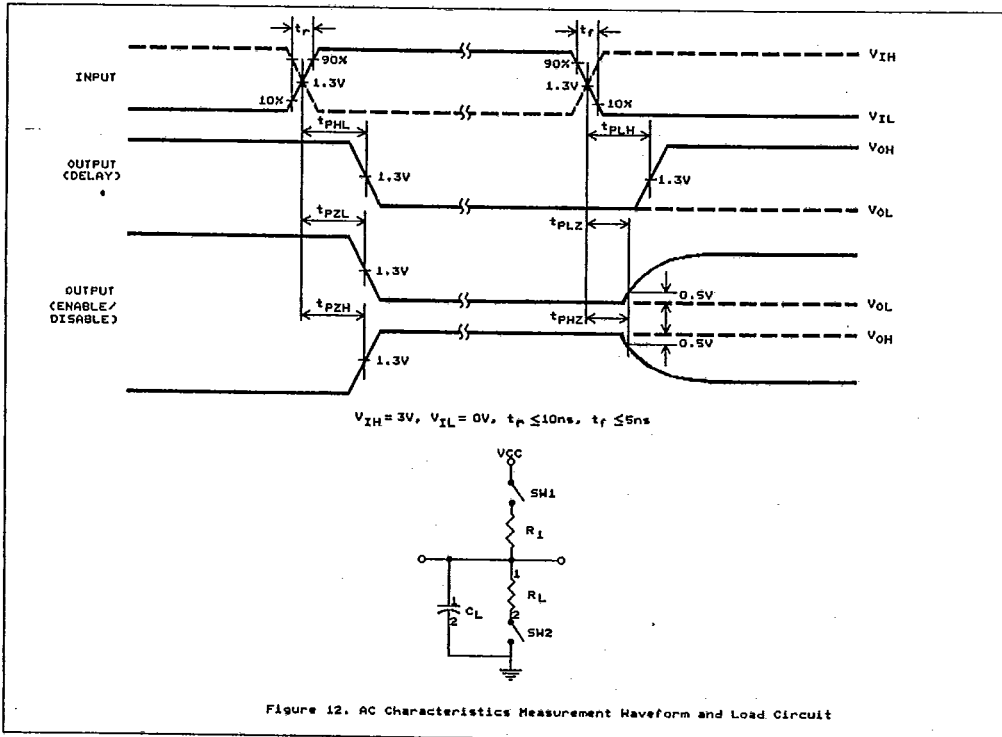 tr
tf
90%
90%
VIH
INPUT
1.3V
1.3V
10%
10%
VIL
tPHL
tPLH
VOH
OUTPUT
(DELAY)
1.3V
1.3V
tPZL
tPLZ
VOL
1.3V
0.5V
OUTPUT
(ENABLE/
DISABLE)
VOL
tPZH
tPHZ
VOH
0.5V
1.3V
VIH = 3V, VIL = 0V, tr ≤10ns, tf ≤5ns
VCC
SW1
R1
1
RL
1
CL
2
2
SW2
Figure 12. AC Characteristics Measurement Waveform and Load Circuit